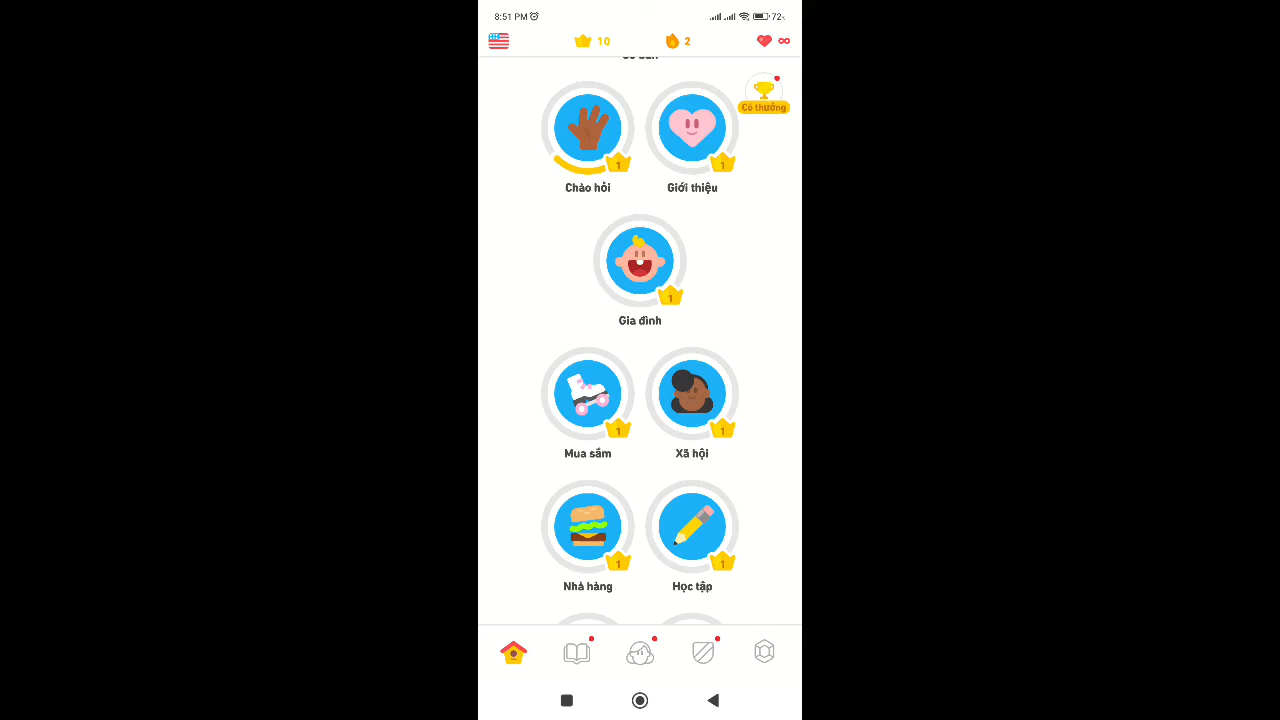 8:51 PM 72%
10 2 ∞
Có thưởng
1 1
Chào hỏi Giới thiệu
1
Gia đình
1 1
Mua sắm Xã hội
1 1
Nhà hàng Học tập